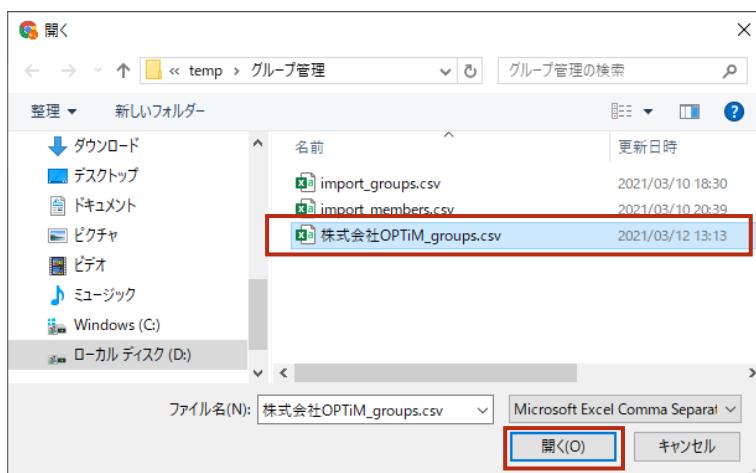 開く
« temp › グループ管理
グループ管理の検索
整理
新しいフォルダー
?
ダウンロード
デスクトップ
ドキュメント
ピクチャ
ビデオ
ミュージック
Windows (C:)
ローカル ディスク (D:)
名前
更新日時
import_groups.csv
2021/03/10 18:30
import_members.csv
2021/03/10 20:39
株式会社OPTiM_groups.csv
2021/03/12 13:13
ファイル名(N):
株式会社OPTiM_groups.csv
Microsoft Excel Comma Separat
開く(O)
キャンセル